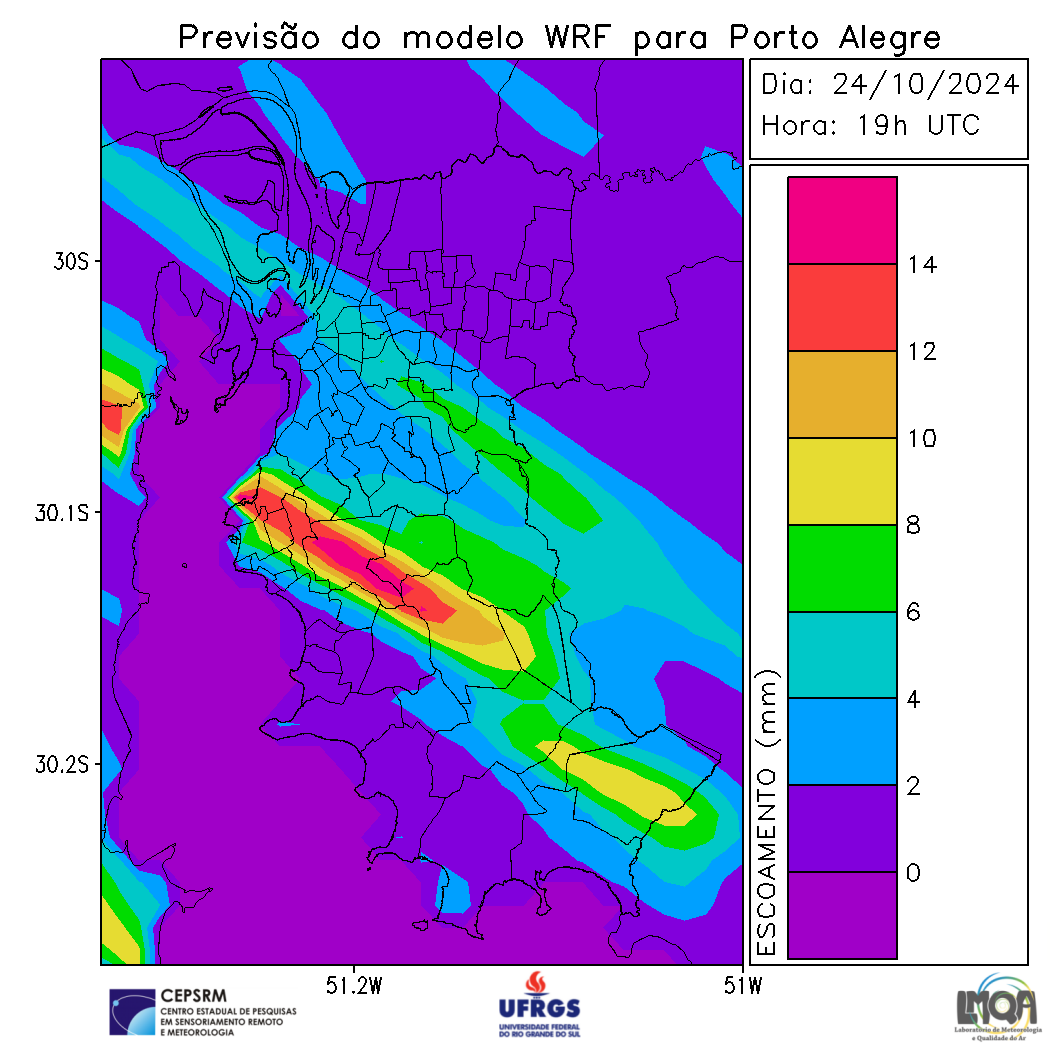 Previsão do modelo WRF para Porto Alegre
Dia: 24/10/2024
Hora: 19h UTC
30S
30.1S
30.2S
51.2W
51W
ESCOAMENTO (mm)
14
12
10
8
6
4
2
0
CEPSRM
CENTRO ESTADUAL DE PESQUISAS
EM SENSORIAMENTO REMOTO
E METEOROLOGIA
UFRGS
UNIVERSIDADE FEDERAL
DO RIO GRANDE DO SUL
LMQA
Laboratório de Meteorologia
e Qualidade do Ar